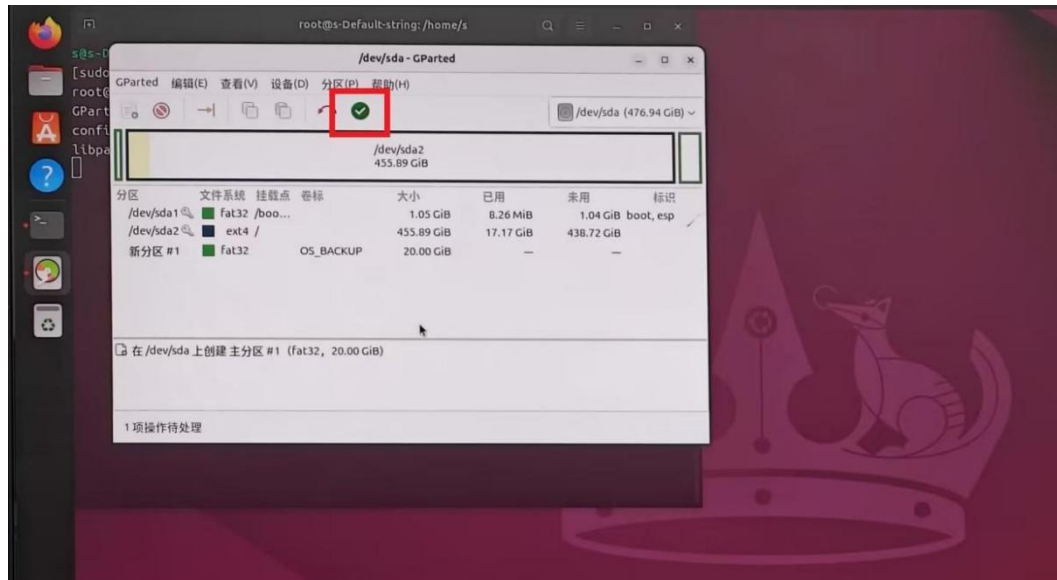 root@s-Default-string: /home/s
s@s-D
[sudo
root@
GPart
confi
libpa
/dev/sda - GParted
GParted 编辑(E) 查看(V) 设备(D) 分区(P) 帮助(H)
/dev/sda (476.94 GiB)
/dev/sda2
455.89 GiB
分区 文件系统 挂载点 卷标 大小 已用 未用 标识
/dev/sda1 fat32 /boo... 1.05 GiB 8.26 MiB 1.04 GiB boot, esp
/dev/sda2 ext4 / 455.89 GiB 17.17 GiB 438.72 GiB
新分区 #1 fat32 OS_BACKUP 20.00 GiB — —
在 /dev/sda 上创建 主分区 #1 (fat32, 20.00 GiB)
1 项操作待处理